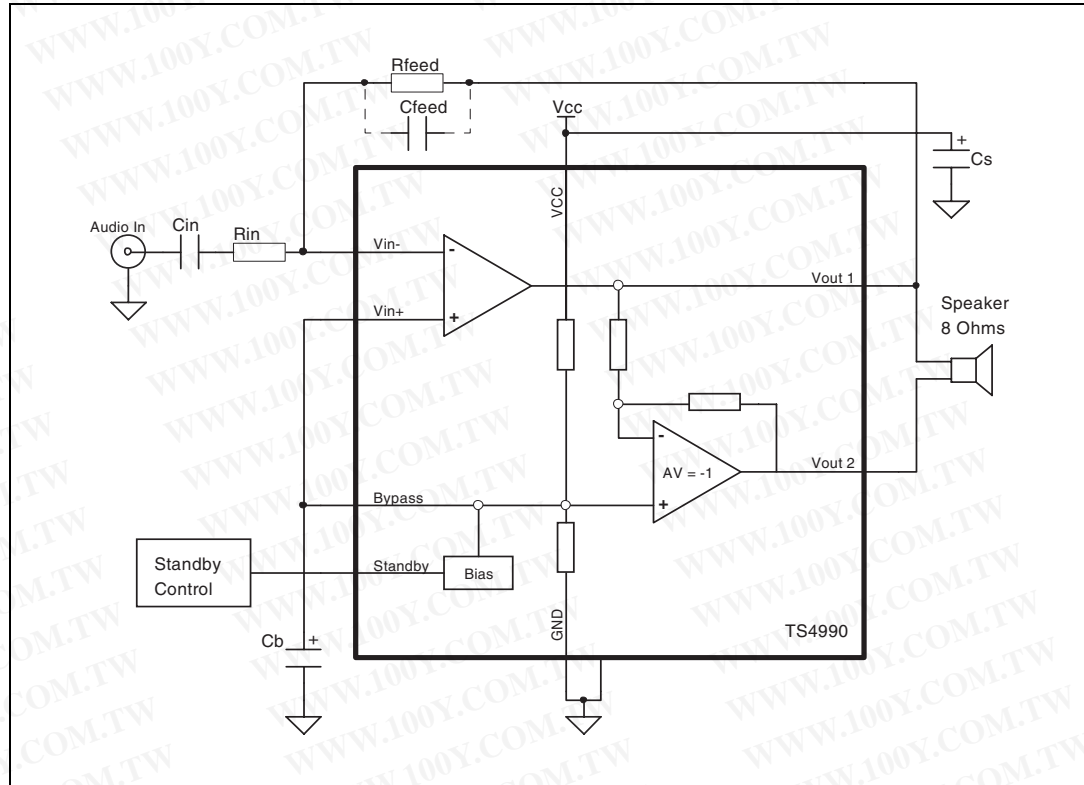 Rfeed
Cfeed
Vcc
+
Cs
VCC
Audio In
Cin
Rin
Vin-
-
Vin+
+
Vout 1
Speaker
8 Ohms
-
AV = -1
+
Vout 2
Bypass
Standby
Control
Standby
Bias
GND
TS4990
Cb
+
WWW.100Y.COM.TW